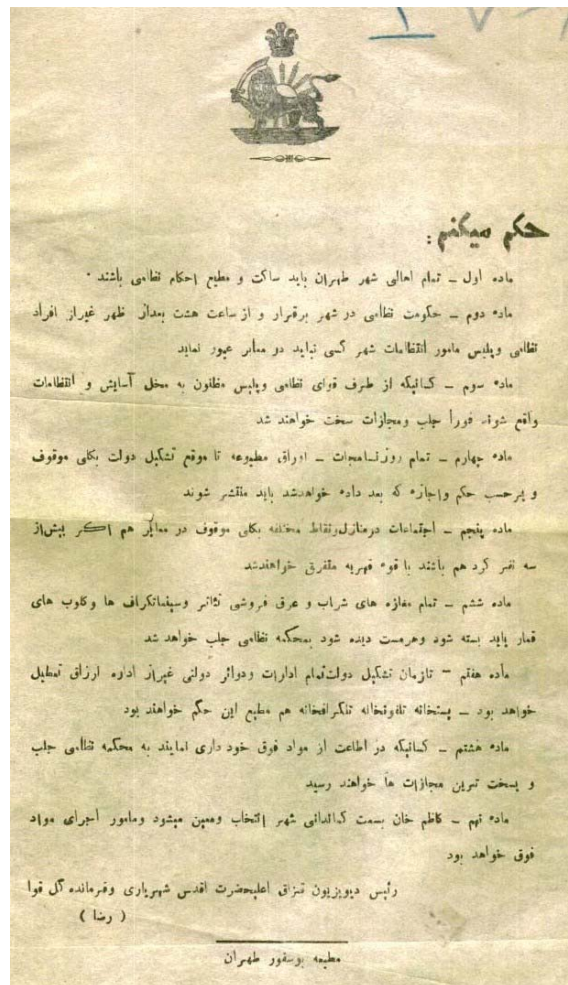 حکم میکنم :
ماده اول – تمام اهالی شهر طهران باید ساکت و مطیع احکام نظامی باشند ·
ماده دوم – حکومت نظامی در شهر برقرار و از ساعت هشت بعداز ظهر غیراز افراد
نظامی وپلیس مامور انتظامات شهر کسی نباید در معابر عبور نماید
ماده سوم – کسانیکه از طرف قوای نظامی وپلیس مظنون به مخل آسایش و انتظامات
واقع شوند فوراً جلب ومجازات سخت خواهند شد
ماده چهارم – تمام روزنامجات – اوراق مطبوعه تا موقع تشکیل دولت بکلی موقوف
و برحسب حکم واجازه که بعد داده خواهدشد باید منتشر شوند
ماده پنجم – اجتماعات درمنازل ونقاط مختلفه بکلی موقوف در معابر هم اگر بیش‌از
سه نفر گرد هم باشند با قوه قهریه متفرق خواهندشد
ماده ششم – تمام مغازه های شراب و عرق فروشی تئاتر وسینماتگراف ها وکلوب های
قمار باید بسته شود وهرمست دیده شود بمحکمه نظامی جلب خواهد شد
ماده هفتم – تازمان تشکیل دولت تمام ادارات ودوائر دولتی غیراز اداره ارزاق تعطیل
خواهد بود – پستخانه تلفونخانه تلگرافخانه هم مطیع این حکم خواهند بود
ماده هشتم – کسانیکه در اطاعت از مواد فوق خود داری نمایند به محکمه نظامی جلب
و بسخت ترین مجازات ها خواهند رسید
ماده نهم – کاظم خان بسمت کماندانی شهر انتخاب ومعین میشود ومامور اجرای مواد
فوق خواهد بود
رئیس دیویزیون قزاق اعلیحضرت اقدس شهریاری وفرمانده کل قوا
( رضا )
مطبعه بوسفور طهران